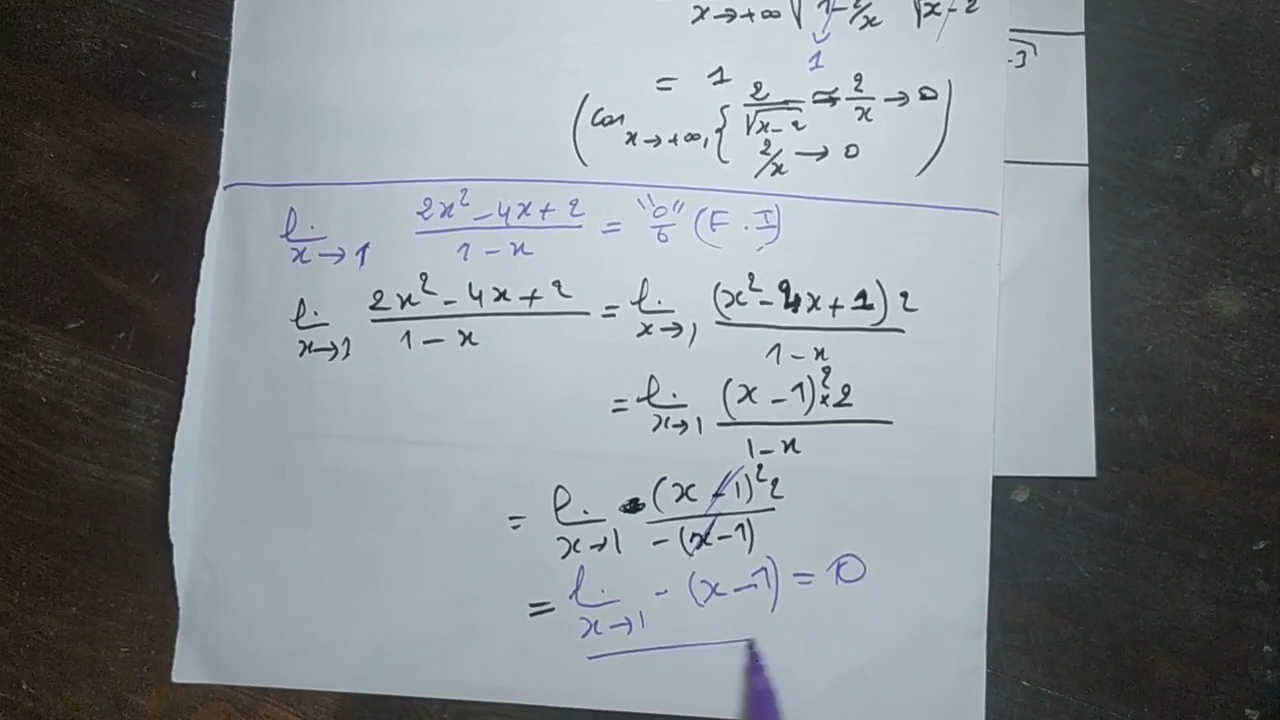 x→+∞ √1-2/x √x-2
1
= 1
(Car x→+∞, { 2/√x-2 ≃ 2/x → 0
2/x → 0 )
l. x→1 2x²-4x+2 / 1-x = "0/0" (F.I)
l. x→1 2x²-4x+2 / 1-x = l. x→1 (x²-2x+1)2 / 1-x
= l. x→1 (x-1)²×2 / 1-x
= l. x→1 (x-1)²2 / -(x-1)
= l. x→1 -(x-1) = 0